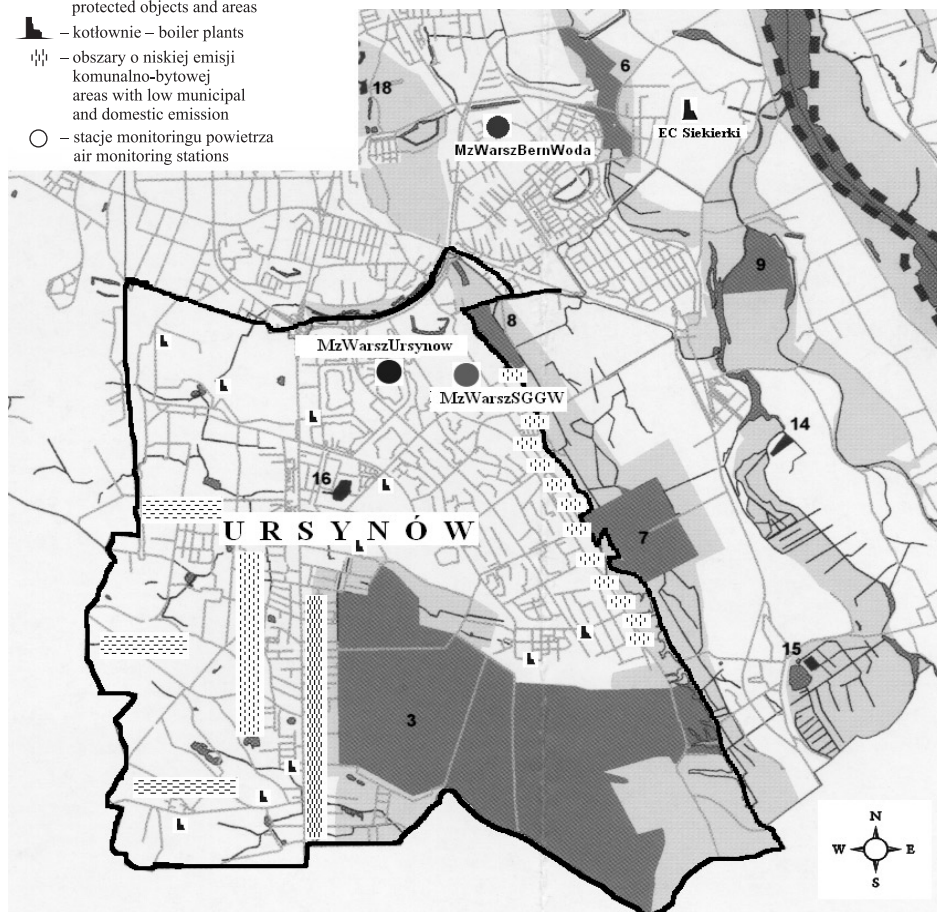 protected objects and areas
– kotłownie – boiler plants
– obszary o niskiej emisji
komunalno-bytowej
areas with low municipal
and domestic emission
– stacje monitoringu powietrza
air monitoring stations
6
18
EC Siekierki
MzWarszBernWoda
9
8
MzWarszUrsynow
MzWarszSGGW
14
16
URSYNÓW
7
15
3
N
W E
S